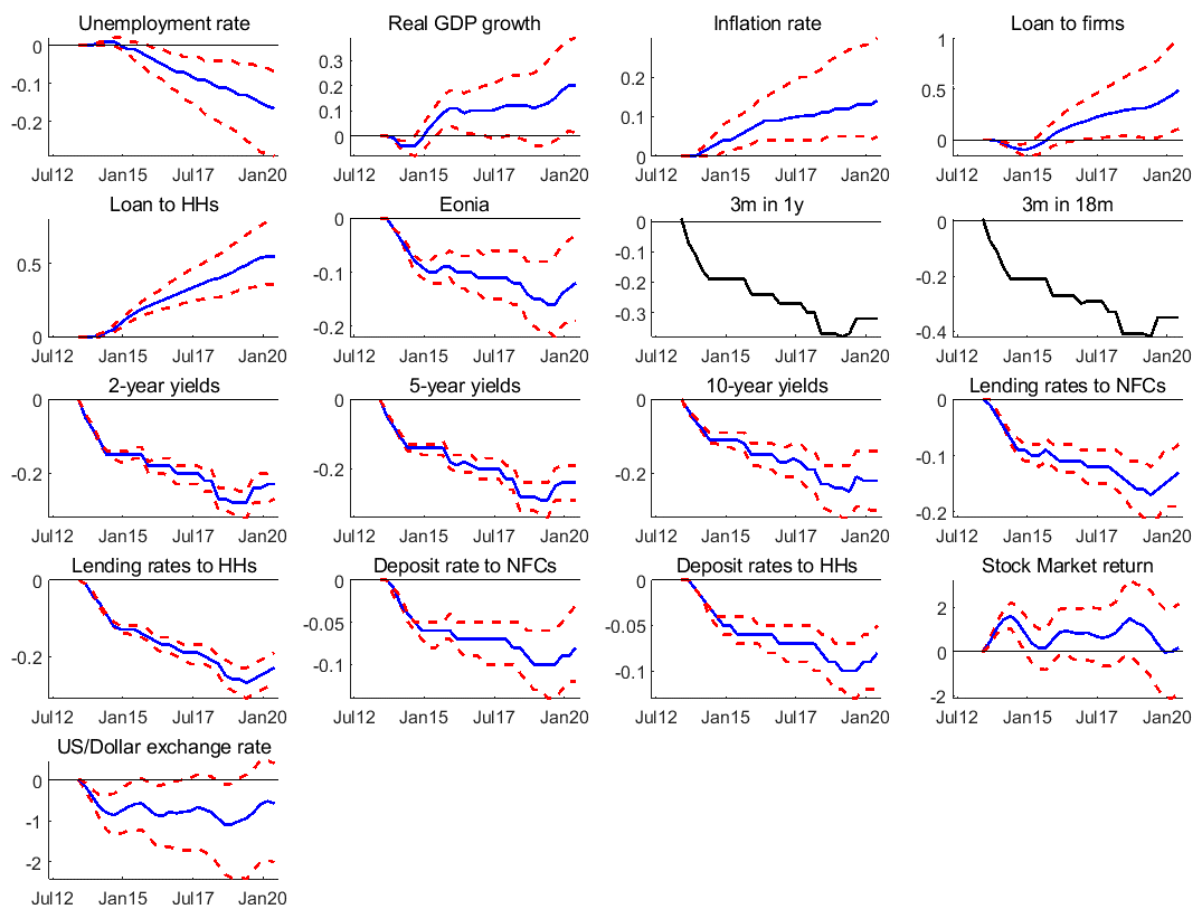 Unemployment rate Real GDP growth Inflation rate Loan to firms
0 -0.1 -0.2
0.3 0.2 0.1 0
0.2 0.1 0
1 0.5 0
Jul12 Jan15 Jul17 Jan20 Jul12 Jan15 Jul17 Jan20 Jul12 Jan15 Jul17 Jan20 Jul12 Jan15 Jul17 Jan20
Loan to HHs Eonia 3m in 1y 3m in 18m
0.5 0
0 -0.1 -0.2
0 -0.1 -0.2 -0.3
0 -0.2 -0.4
Jul12 Jan15 Jul17 Jan20 Jul12 Jan15 Jul17 Jan20 Jul12 Jan15 Jul17 Jan20 Jul12 Jan15 Jul17 Jan20
2-year yields 5-year yields 10-year yields Lending rates to NFCs
0 -0.2
0 -0.2
0 -0.2
0 -0.1 -0.2
Jul12 Jan15 Jul17 Jan20 Jul12 Jan15 Jul17 Jan20 Jul12 Jan15 Jul17 Jan20 Jul12 Jan15 Jul17 Jan20
Lending rates to HHs Deposit rate to NFCs Deposit rates to HHs Stock Market return
0 -0.2
0 -0.05 -0.1
0 -0.05 -0.1
2 0 -2
Jul12 Jan15 Jul17 Jan20 Jul12 Jan15 Jul17 Jan20 Jul12 Jan15 Jul17 Jan20 Jul12 Jan15 Jul17 Jan20
US/Dollar exchange rate
0 -1 -2
Jul12 Jan15 Jul17 Jan20